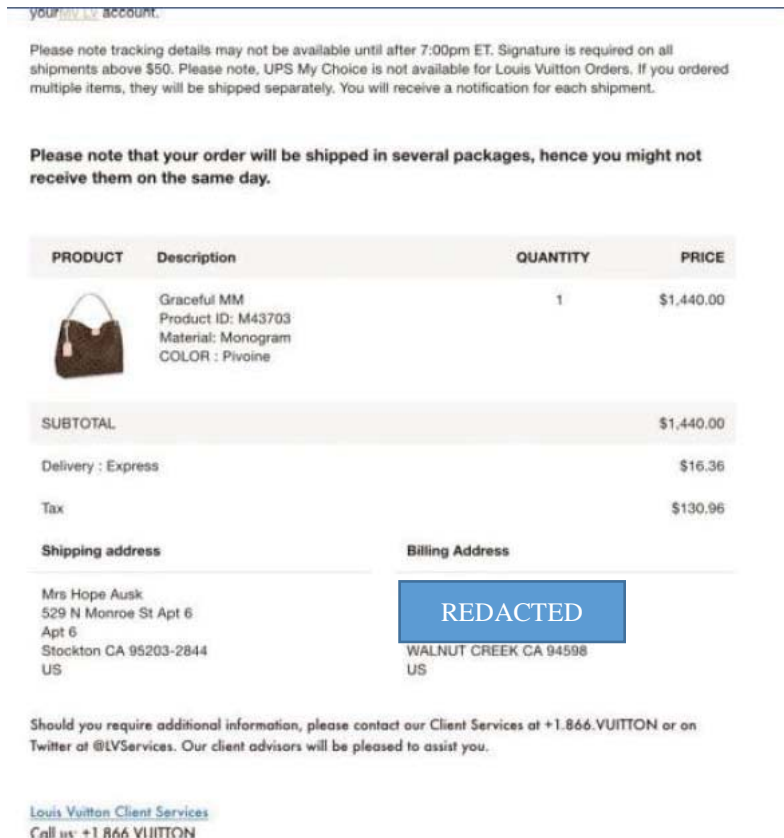 your My LV account.
Please note tracking details may not be available until after 7:00pm ET. Signature is required on all
shipments above $50. Please note, UPS My Choice is not available for Louis Vuitton Orders. If you ordered
multiple items, they will be shipped separately. You will receive a notification for each shipment.
Please note that your order will be shipped in several packages, hence you might not
receive them on the same day.
PRODUCT Description QUANTITY PRICE
Graceful MM 1 $1,440.00
Product ID: M43703
Material: Monogram
COLOR : Pivoine
SUBTOTAL $1,440.00
Delivery : Express $16.36
Tax $130.96
Shipping address Billing Address
Mrs Hope Ausk
529 N Monroe St Apt 6 REDACTED
Apt 6
Stockton CA 95203-2844 WALNUT CREEK CA 94598
US US
Should you require additional information, please contact our Client Services at +1.866.VUITTON or on
Twitter at @LVServices. Our client advisors will be pleased to assist you.
Louis Vuitton Client Services
Call us: +1 866 VUITTON